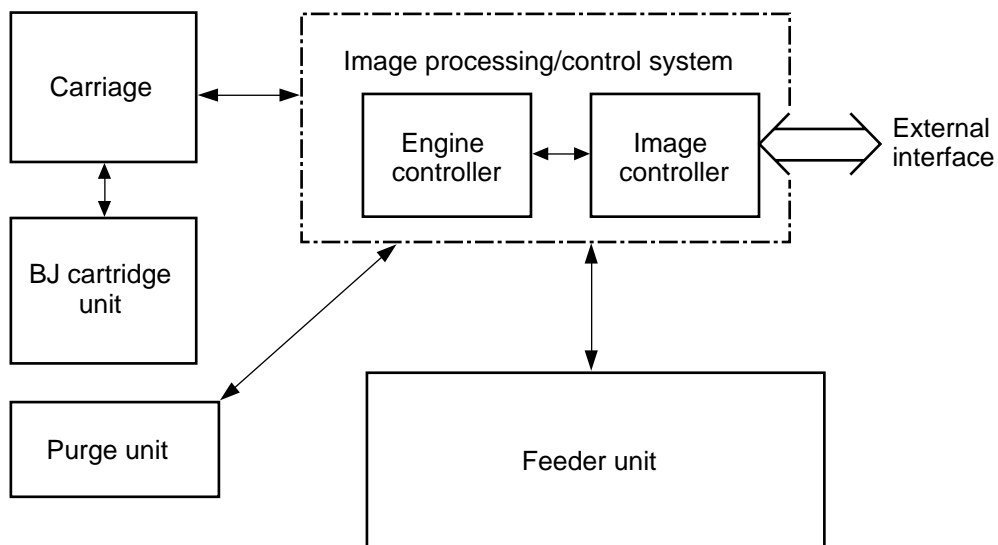 Carriage
Image processing/control system
Engine
controller
Image
controller
External
interface
BJ cartridge
unit
Purge unit
Feeder unit